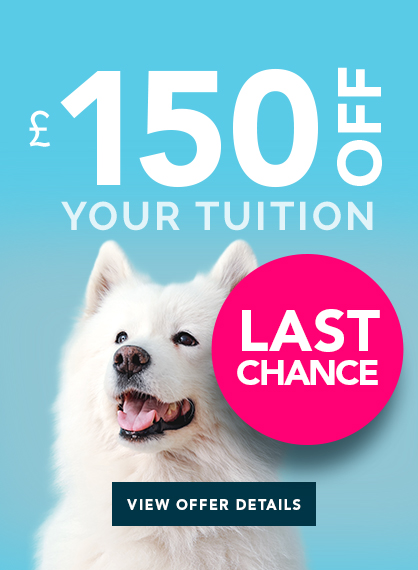 £150 OFF
YOUR TUITION
LAST
CHANCE
VIEW OFFER DETAILS